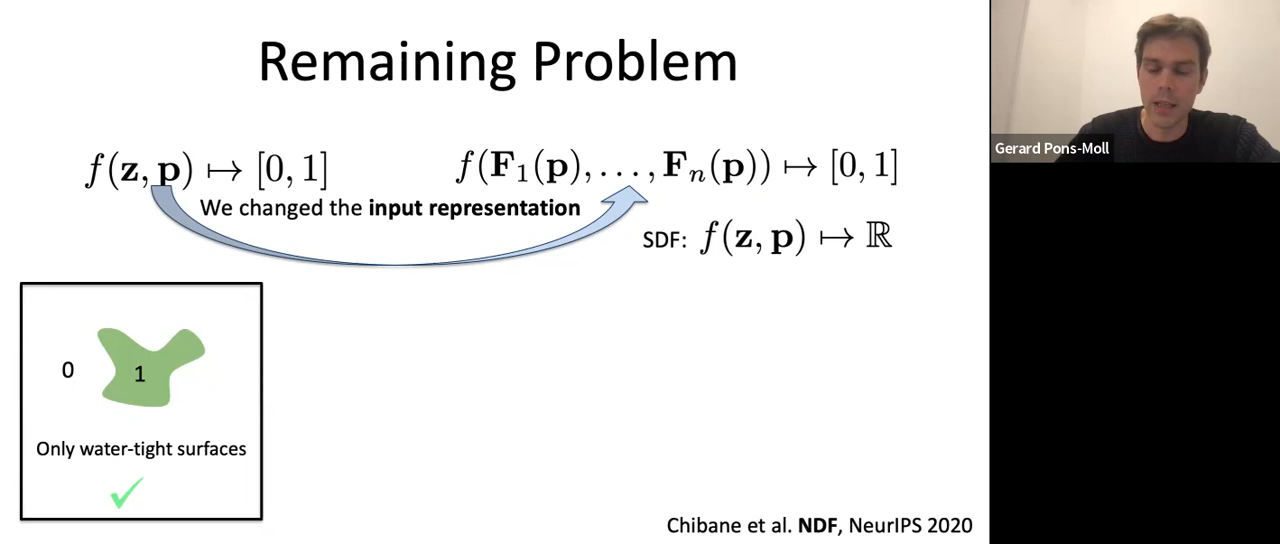 Remaining Problem
f(z, p) ↦ [0, 1]
f(F₁(p), . . . , Fₙ(p)) ↦ [0, 1]
We changed the input representation
SDF: f(z, p) ↦ ℝ
0
1
Only water-tight surfaces
Chibane et al. NDF, NeurIPS 2020
Gerard Pons-Moll